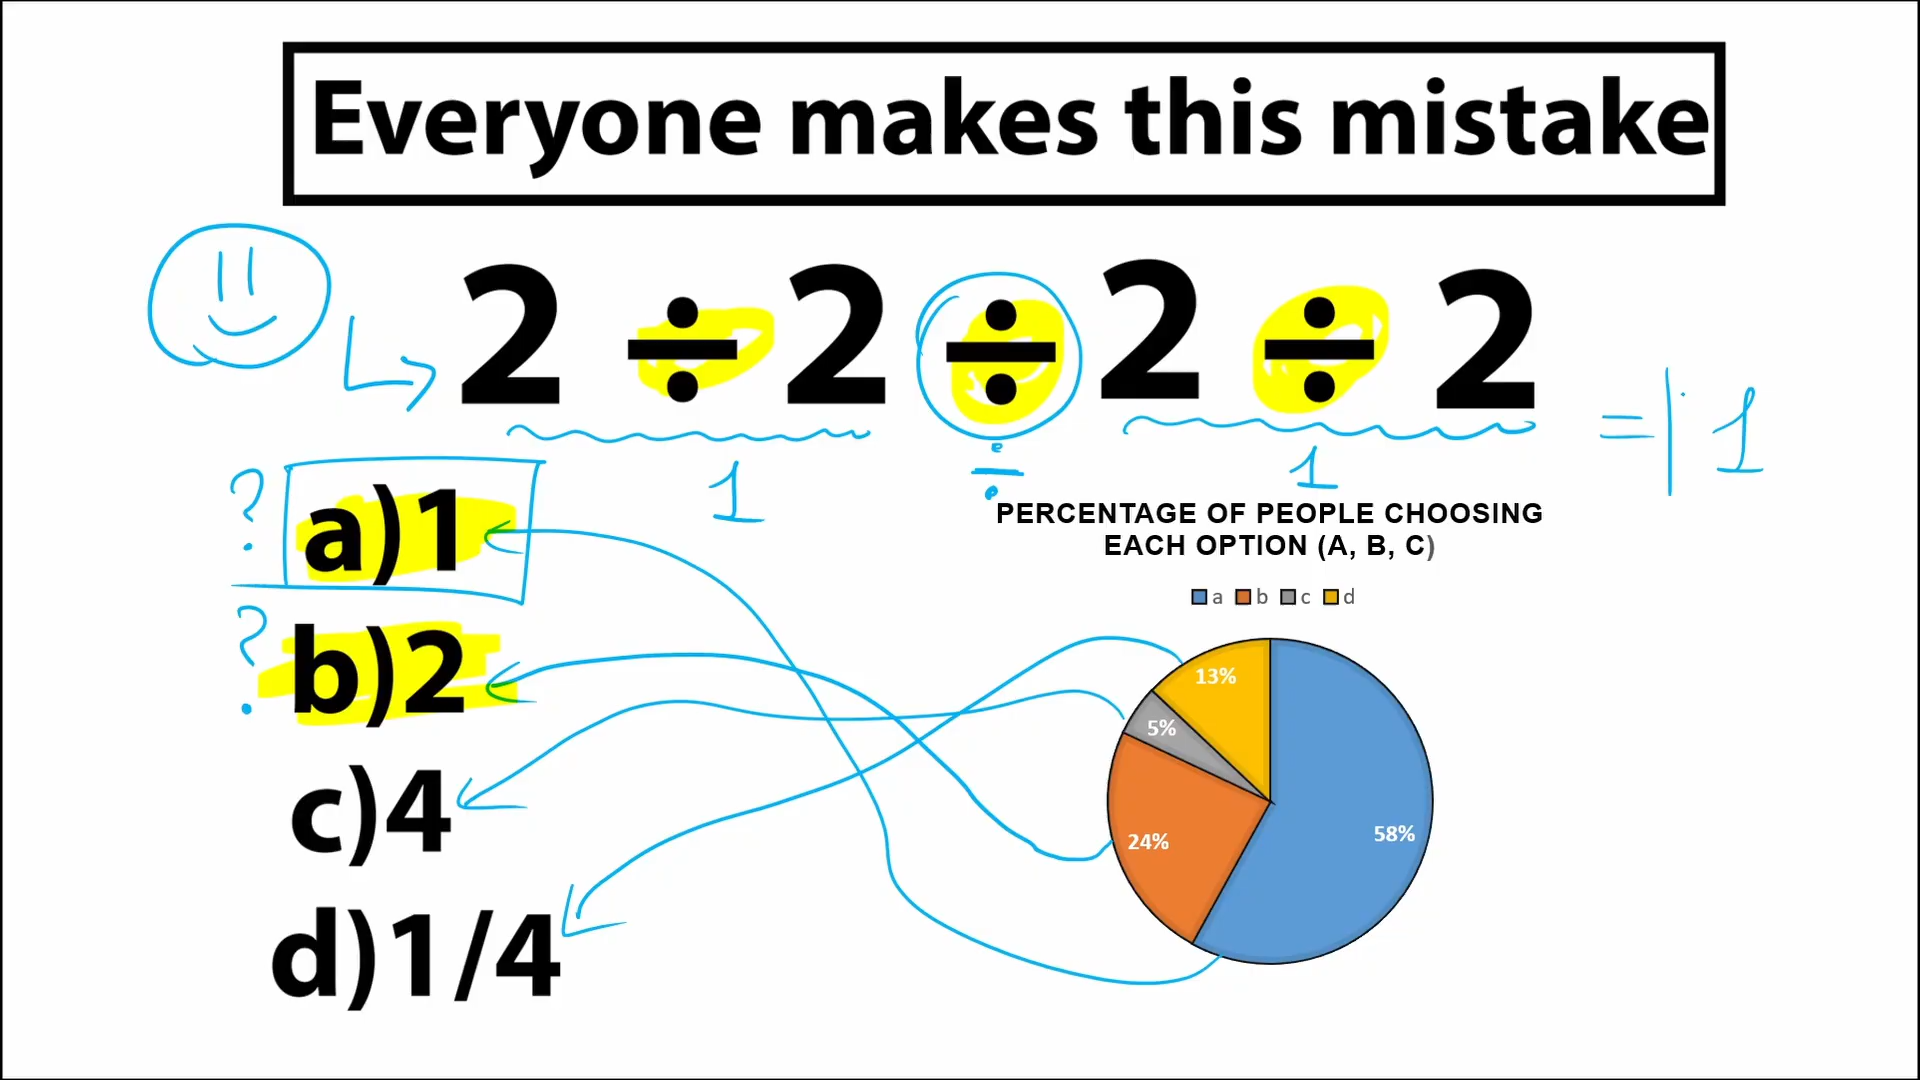 Everyone makes this mistake
2 ÷ 2 ÷ 2 ÷ 2
= 1
1 ÷ 1
? a)1
? b)2
c)4
d)1/4
PERCENTAGE OF PEOPLE CHOOSING
EACH OPTION (A, B, C)
a b c d
13%
5%
24%
58%